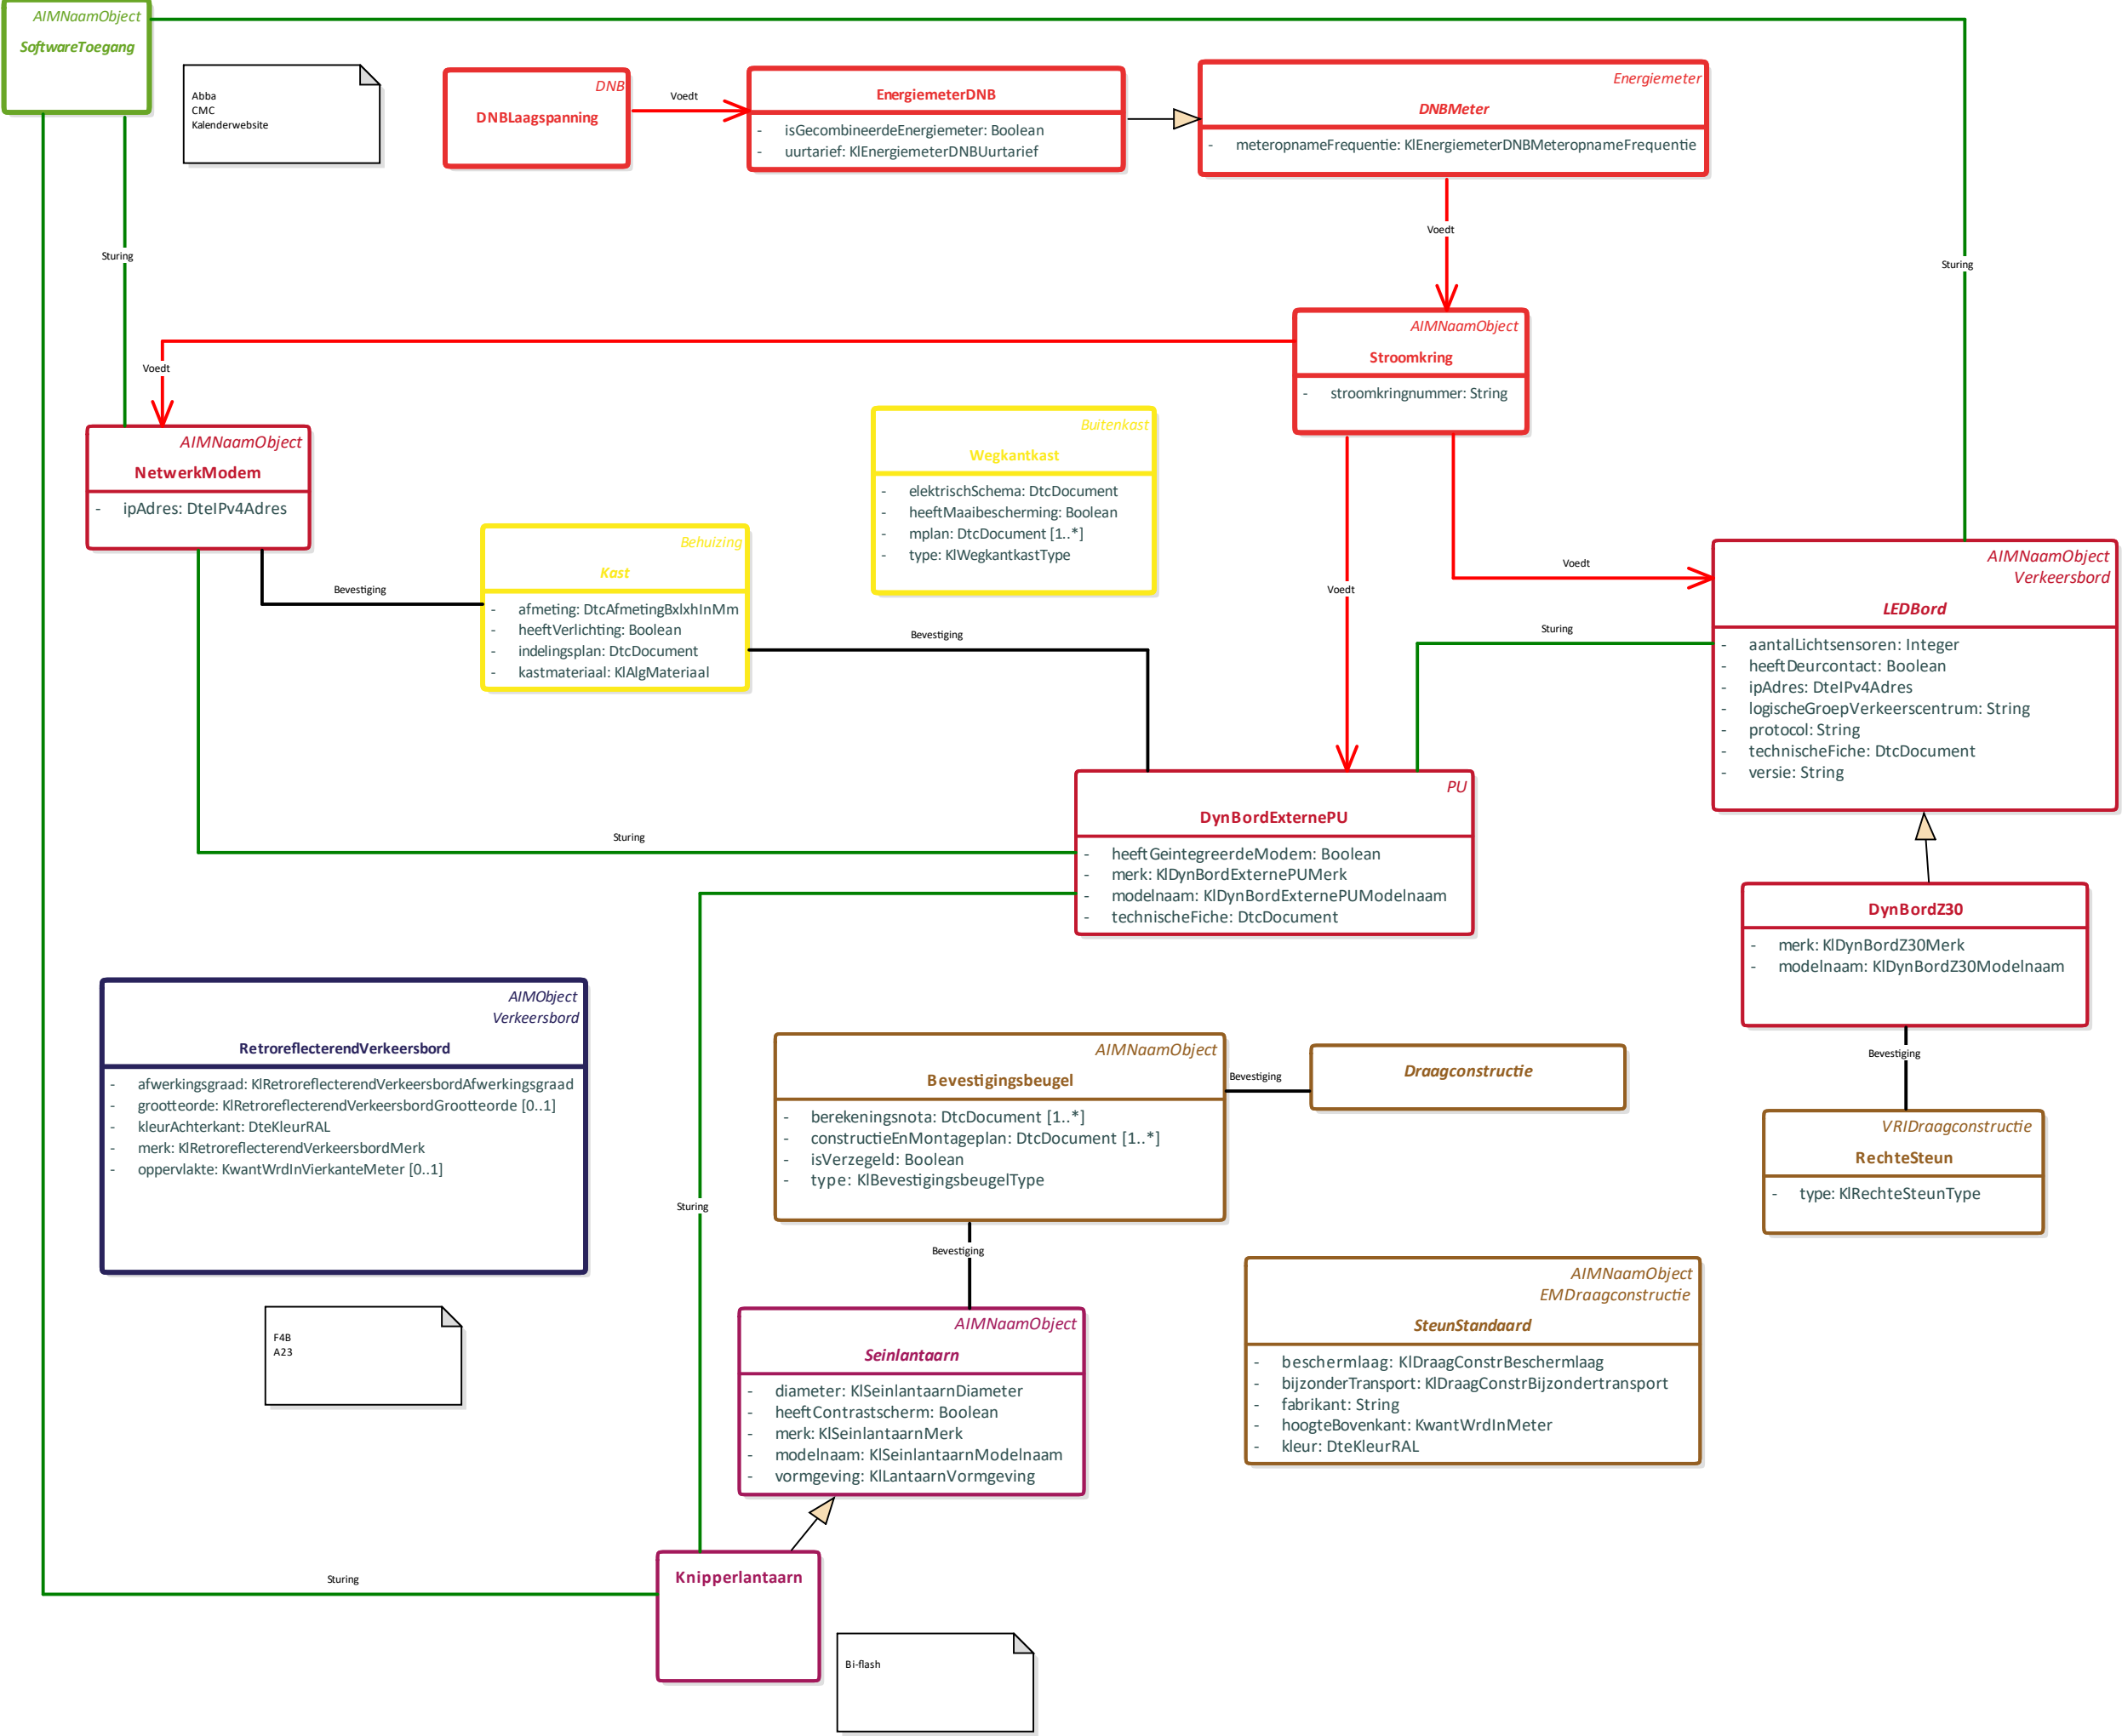 AIMNaamObject
SoftwareToegang
Abba
CMC
Kalenderwebsite
DNB
DNBLaagspanning
Voedt
EnergiemeterDNB
- isGecombineerdeEnergiemeter: Boolean
- uurtarief: KlEnergiemeterDNBUurtarief
Energiemeter
DNBMeter
- meteropnameFrequentie: KlEnergiemeterDNBMeteropnameFrequentie
Sturing
Voedt
Sturing
AIMNaamObject
Stroomkring
- stroomkringnummer: String
Voedt
AIMNaamObject
NetwerkModem
- ipAdres: DteIPv4Adres
Buitenkast
Wegkantkast
- elektrischSchema: DtcDocument
- heeftMaaibescherming: Boolean
- mplan: DtcDocument [1..*]
- type: KlWegkantkastType
Behuizing
Kast
- afmeting: DtcAfmetingBxlxhInMm
- heeftVerlichting: Boolean
- indelingsplan: DtcDocument
- kastmateriaal: KlAlgMateriaal
Bevestiging
Bevestiging
Voedt
Voedt
Sturing
AIMNaamObject
Verkeersbord
LEDBord
- aantalLichtsensoren: Integer
- heeftDeurcontact: Boolean
- ipAdres: DteIPv4Adres
- logischeGroepVerkeerscentrum: String
- protocol: String
- technischeFiche: DtcDocument
- versie: String
Sturing
PU
DynBordExternePU
- heeftGeintegreerdeModem: Boolean
- merk: KlDynBordExternePUMerk
- modelnaam: KlDynBordExternePUModelnaam
- technischeFiche: DtcDocument
DynBordZ30
- merk: KlDynBordZ30Merk
- modelnaam: KlDynBordZ30Modelnaam
AIMObject
Verkeersbord
RetroreflecterendVerkeersbord
- afwerkingsgraad: KlRetroreflecterendVerkeersbordAfwerkingsgraad
- grootteorde: KlRetroreflecterendVerkeersbordGrootteorde [0..1]
- kleurAchterkant: DteKleurRAL
- merk: KlRetroreflecterendVerkeersbordMerk
- oppervlakte: KwantWrdInVierkanteMeter [0..1]
AIMNaamObject
Bevestigingsbeugel
- berekeningsnota: DtcDocument [1..*]
- constructieEnMontageplan: DtcDocument [1..*]
- isVerzegeld: Boolean
- type: KlBevestigingsbeugelType
Bevestiging
Draagconstructie
Bevestiging
VRIDraagconstructie
RechteSteun
- type: KlRechteSteunType
Sturing
Bevestiging
AIMNaamObject
EMDraagconstructie
SteunStandaard
- beschermlaag: KlDraagConstrBeschermlaag
- bijzonderTransport: KlDraagConstrBijzondertransport
- fabrikant: String
- hoogteBovenkant: KwantWrdInMeter
- kleur: DteKleurRAL
F4B
A23
AIMNaamObject
Seinlantaarn
- diameter: KlSeinlantaarnDiameter
- heeftContrastscherm: Boolean
- merk: KlSeinlantaarnMerk
- modelnaam: KlSeinlantaarnModelnaam
- vormgeving: KlLantaarnVormgeving
Sturing
Knipperlantaarn
Bi-flash